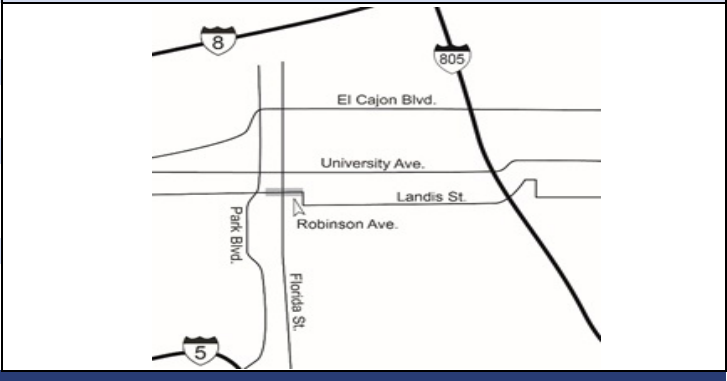 8
805
El Cajon Blvd.
University Ave.
Landis St.
Robinson Ave.
Park Blvd.
Florida St.
5